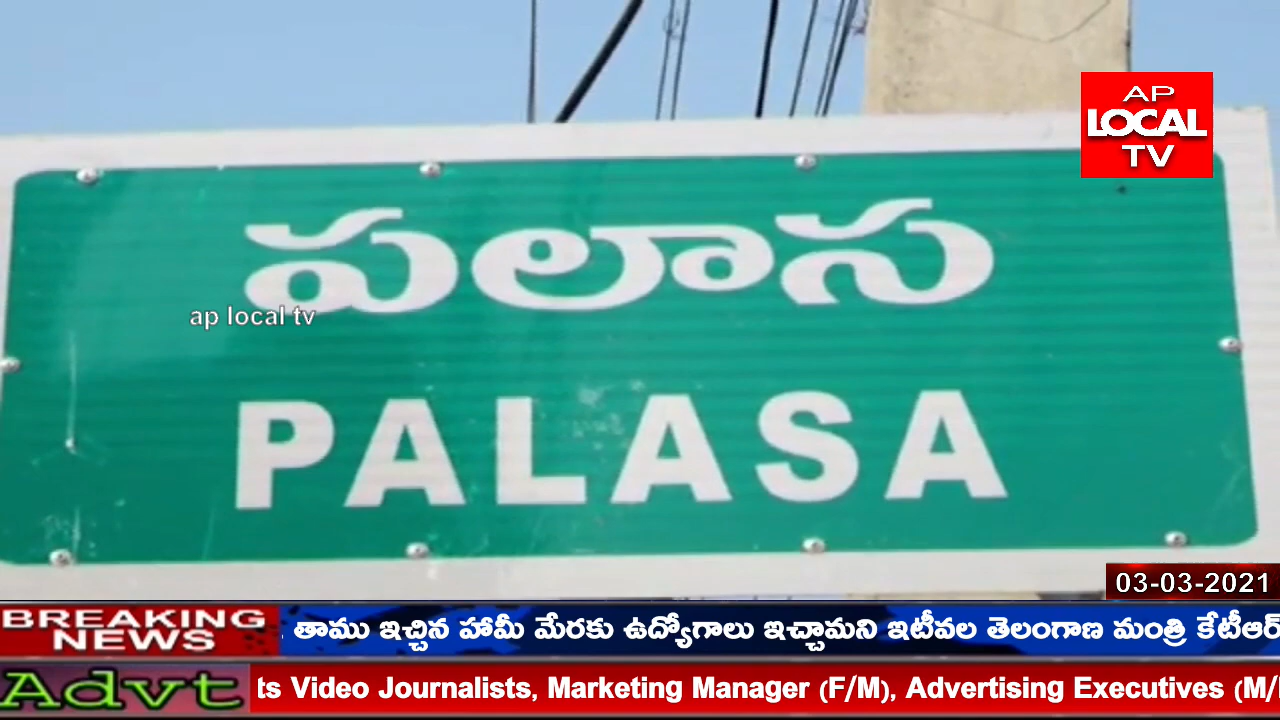 AP
LOCAL
TV
పలాస
ap local tv
PALASA
03-03-2021
BREAKING
NEWS
. తాము ఇచ్చిన హామీ మేరకు ఉద్యోగాలు ఇచ్చామని ఇటీవల తెలంగాణ మంత్రి కేటీఆర్
Advt
ts Video Journalists, Marketing Manager (F/M), Advertising Executives (M/